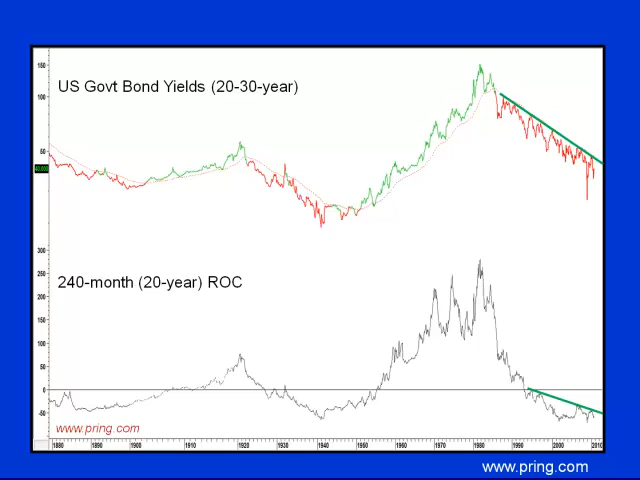 150
US Govt Bond Yields (20-30-year)
100
50
300
250
240-month (20-year) ROC
200
150
100
50
0
-50
www.pring.com
1880 1890 1900 1910 1920 1930 1940 1950 1960 1970 1980 1990 2000 2010
www.pring.com